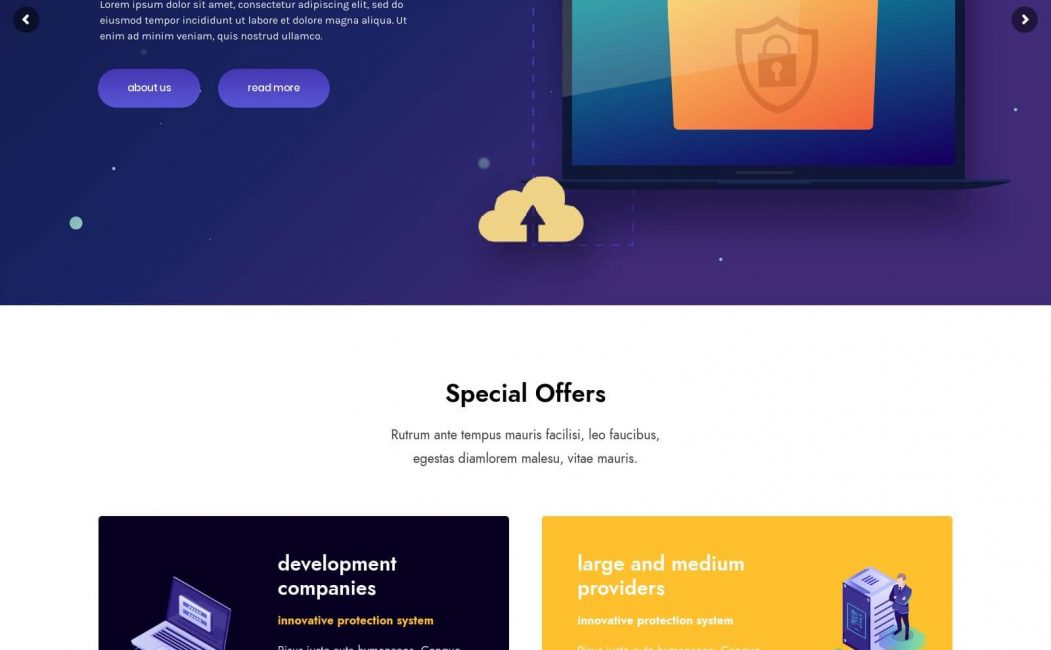 Lorem ipsum dolor sit amet, consectetur adipiscing elit, sed do
eiusmod tempor incididunt ut labore et dolore magna aliqua. Ut
enim ad minim veniam, quis nostrud ullamco.
about us
read more
Special Offers
Rutrum ante tempus mauris facilisi, leo faucibus,
egestas diamlorem malesu, vitae mauris.
development
companies
innovative protection system
large and medium
providers
innovative protection system